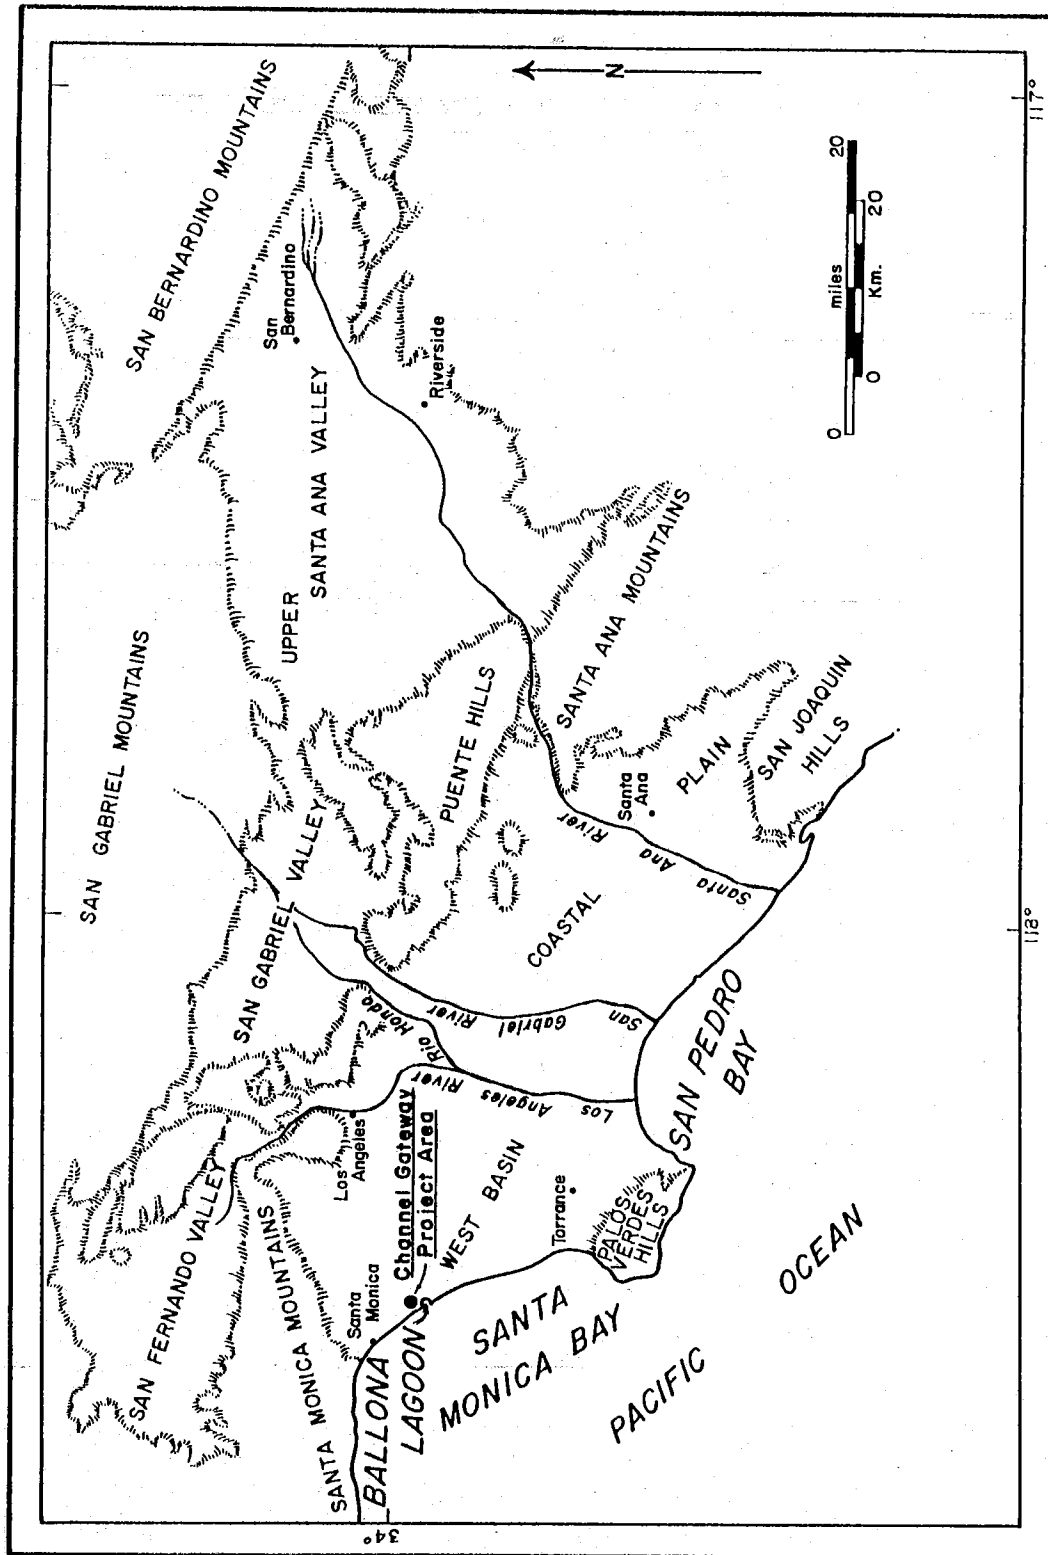 SAN BERNARDINO MOUNTAINS
SAN GABRIEL MOUNTAINS
SAN FERNANDO VALLEY
SAN GABRIEL VALLEY
UPPER
SANTA ANA VALLEY
San
Bernardino
Riverside
SANTA MONICA MOUNTAINS
Los
Angeles
Santa
Monica
Channel Gateway
Project Area
BALLONA
LAGOON
WEST BASIN
Rio Hondo
Los Angeles River
San Gabriel River
PUENTE HILLS
SANTA ANA MOUNTAINS
COASTAL
PLAIN
Santa Ana River
Santa
Ana
SAN JOAQUIN
HILLS
Torrance
PALOS
VERDES
HILLS
SANTA
MONICA BAY
SAN PEDRO
BAY
PACIFIC
OCEAN
N
0 miles 20
0 Km. 20
34°
118°
117°